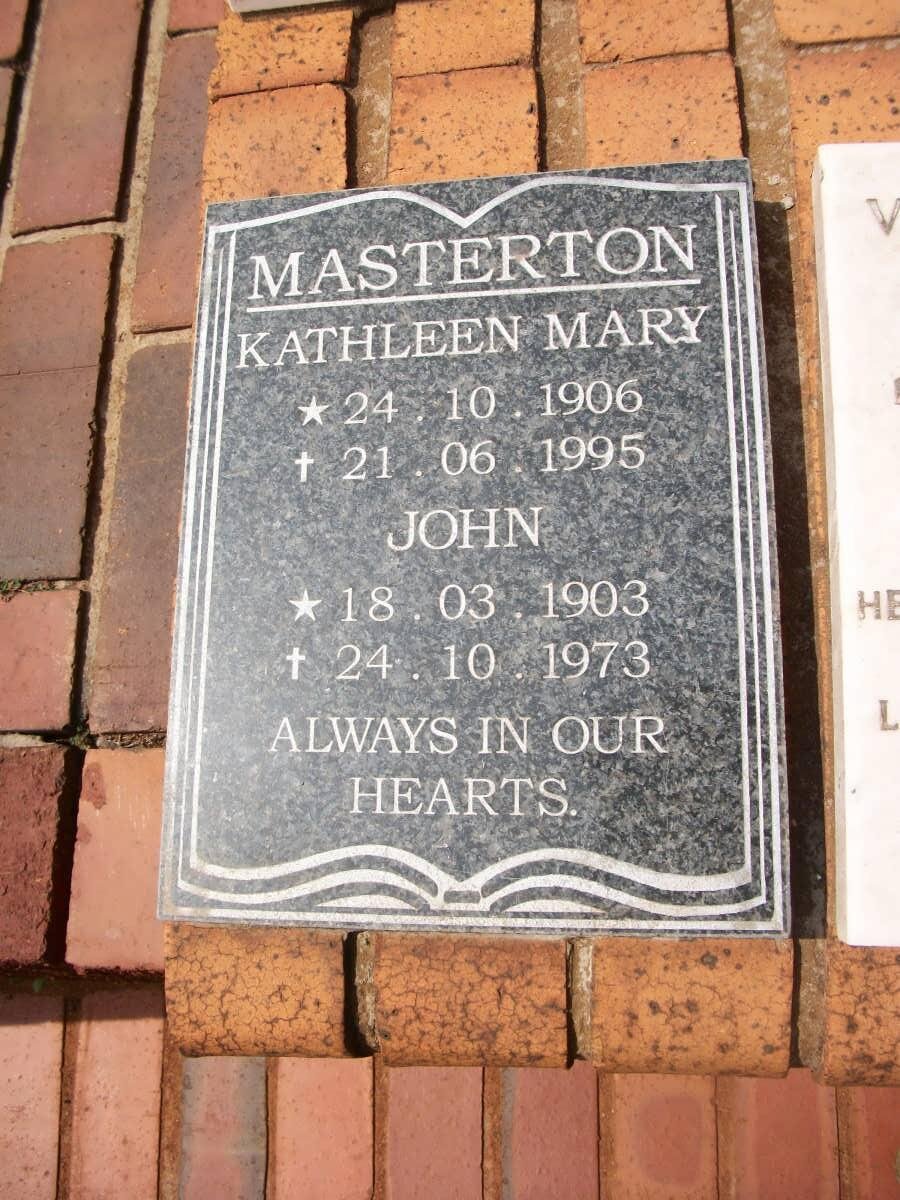 MASTERTON
KATHLEEN MARY
★ 24 . 10 . 1906
✝ 21 . 06 . 1995
JOHN
★ 18 . 03 . 1903
✝ 24 . 10 . 1973
ALWAYS IN OUR
HEARTS.